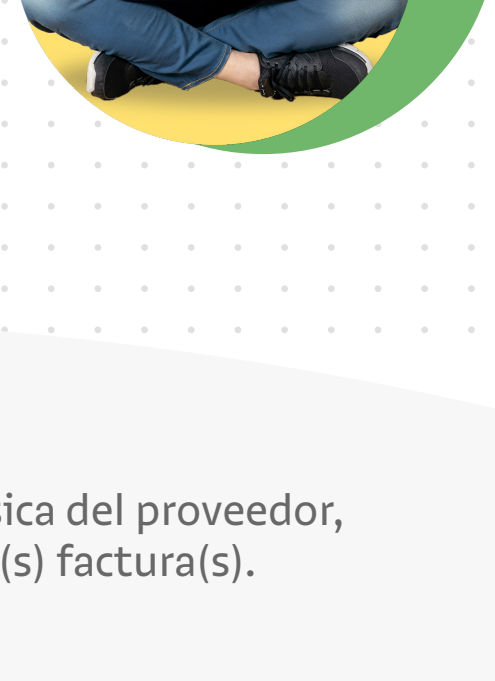 sica del proveedor,
(s) factura(s).